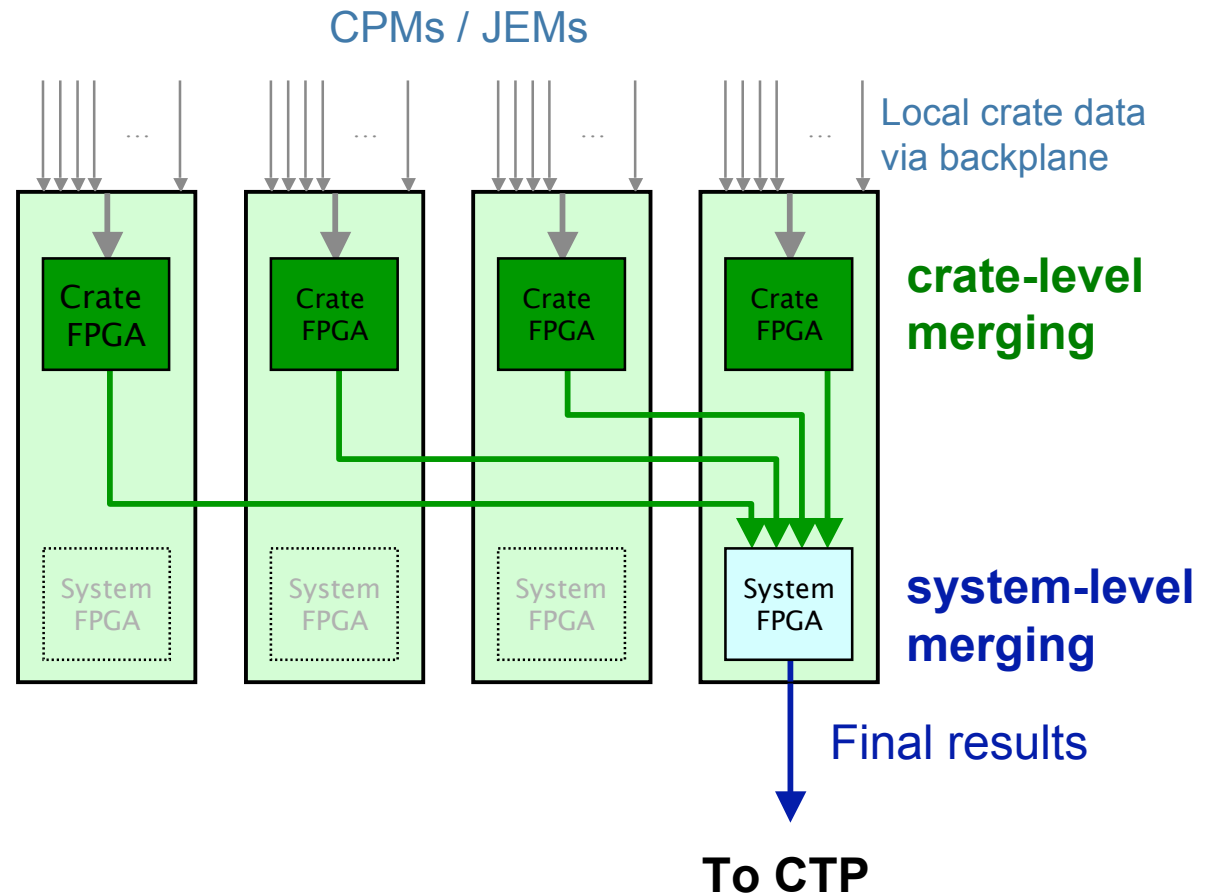 CPMs / JEMs
... ... ... ...
Local crate data
via backplane
Crate
FPGA
Crate
FPGA
Crate
FPGA
Crate
FPGA
crate-level
merging
System
FPGA
System
FPGA
System
FPGA
System
FPGA
system-level
merging
Final results
To CTP